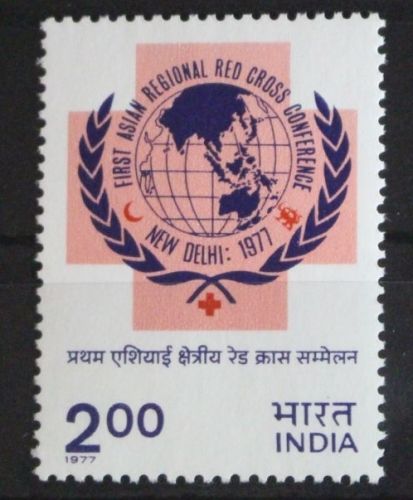 FIRST ASIAN REGIONAL RED CROSS CONFERENCE
NEW DELHI: 1977
प्रथम एशियाई क्षेत्रीय रेड क्रास सम्मेलन
2.00
भारत
1977
INDIA